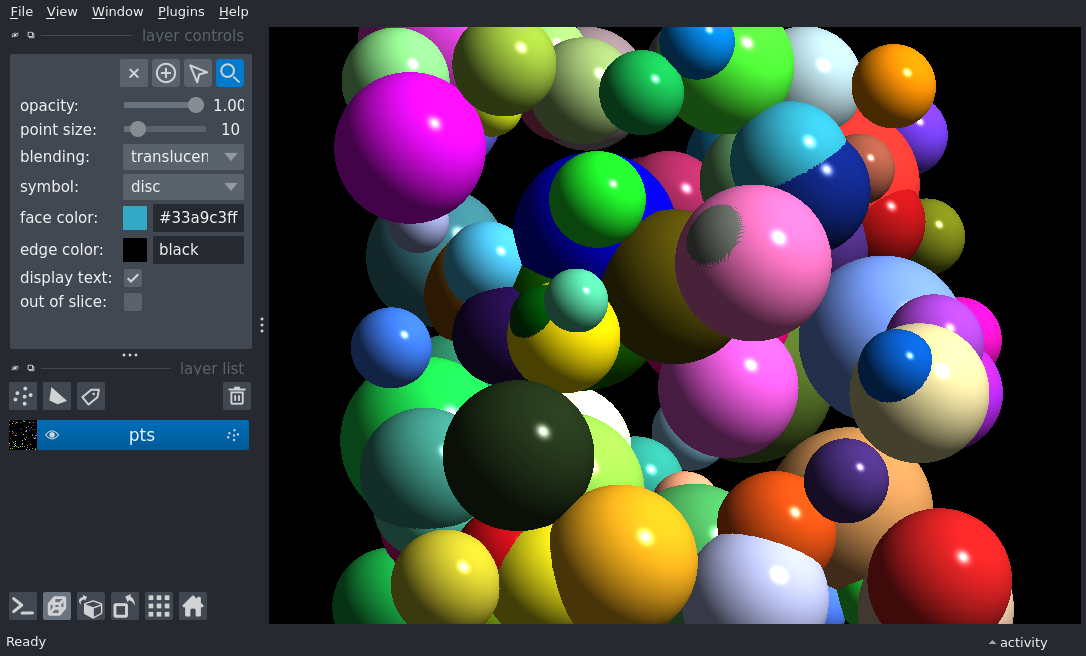 File View Window Plugins Help
layer controls
opacity: 1.00
point size: 10
blending: translucen
symbol: disc
face color: #33a9c3ff
edge color: black
display text:
out of slice:
layer list
pts
Ready
activity